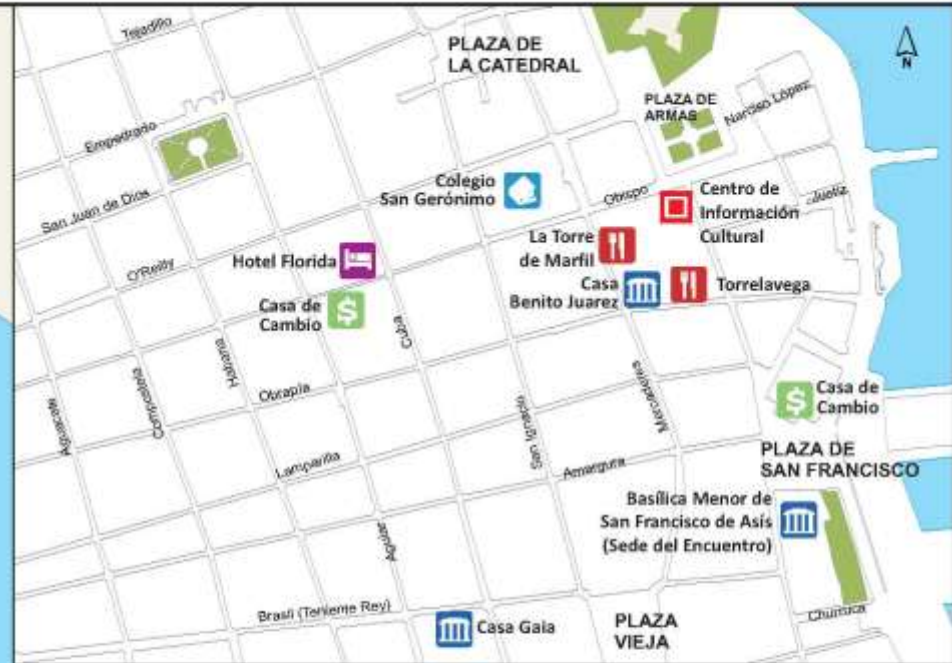 Tejadillo
PLAZA DE
LA CATEDRAL
N
PLAZA DE
ARMAS
Narciso López
Empedrado
San Juan de Dios
Colegio
San Gerónimo
Obispo
Centro de
Información
Cultural
Justiz
O'Reilly
Hotel Florida
La Torre
de Marfil
Casa
Benito Juarez
Torrelavega
Casa de
Cambio
Cuba
Habana
Compostela
Aguacate
Obrapía
San Ignacio
Mercaderes
Casa de
Cambio
PLAZA DE
SAN FRANCISCO
Lamparilla
Amargura
Basílica Menor de
San Francisco de Asís
(Sede del Encuentro)
Aguiar
Brasil (Teniente Rey)
Casa Gaia
PLAZA
VIEJA
Churruca